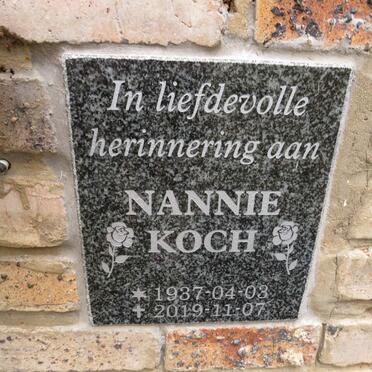 In liefdevolle
herinnering aan
NANNIE
KOCH
* 1937-04-03
✝ 2019-11-07